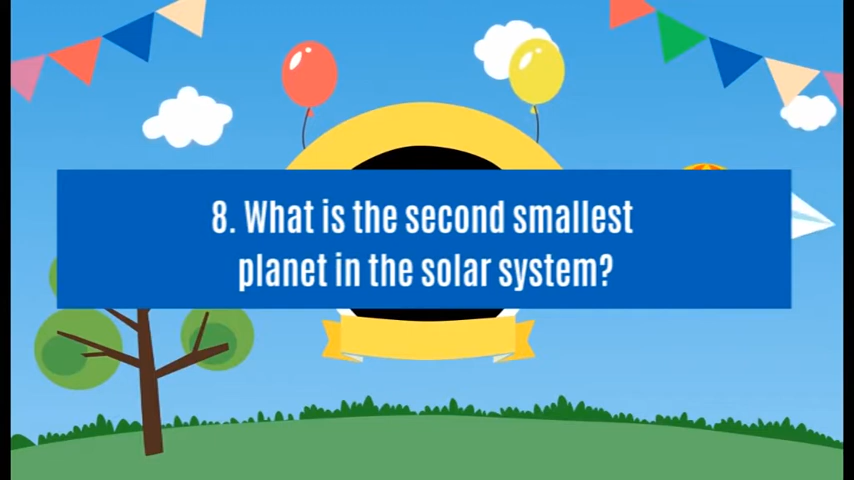 8. What is the second smallest
planet in the solar system?